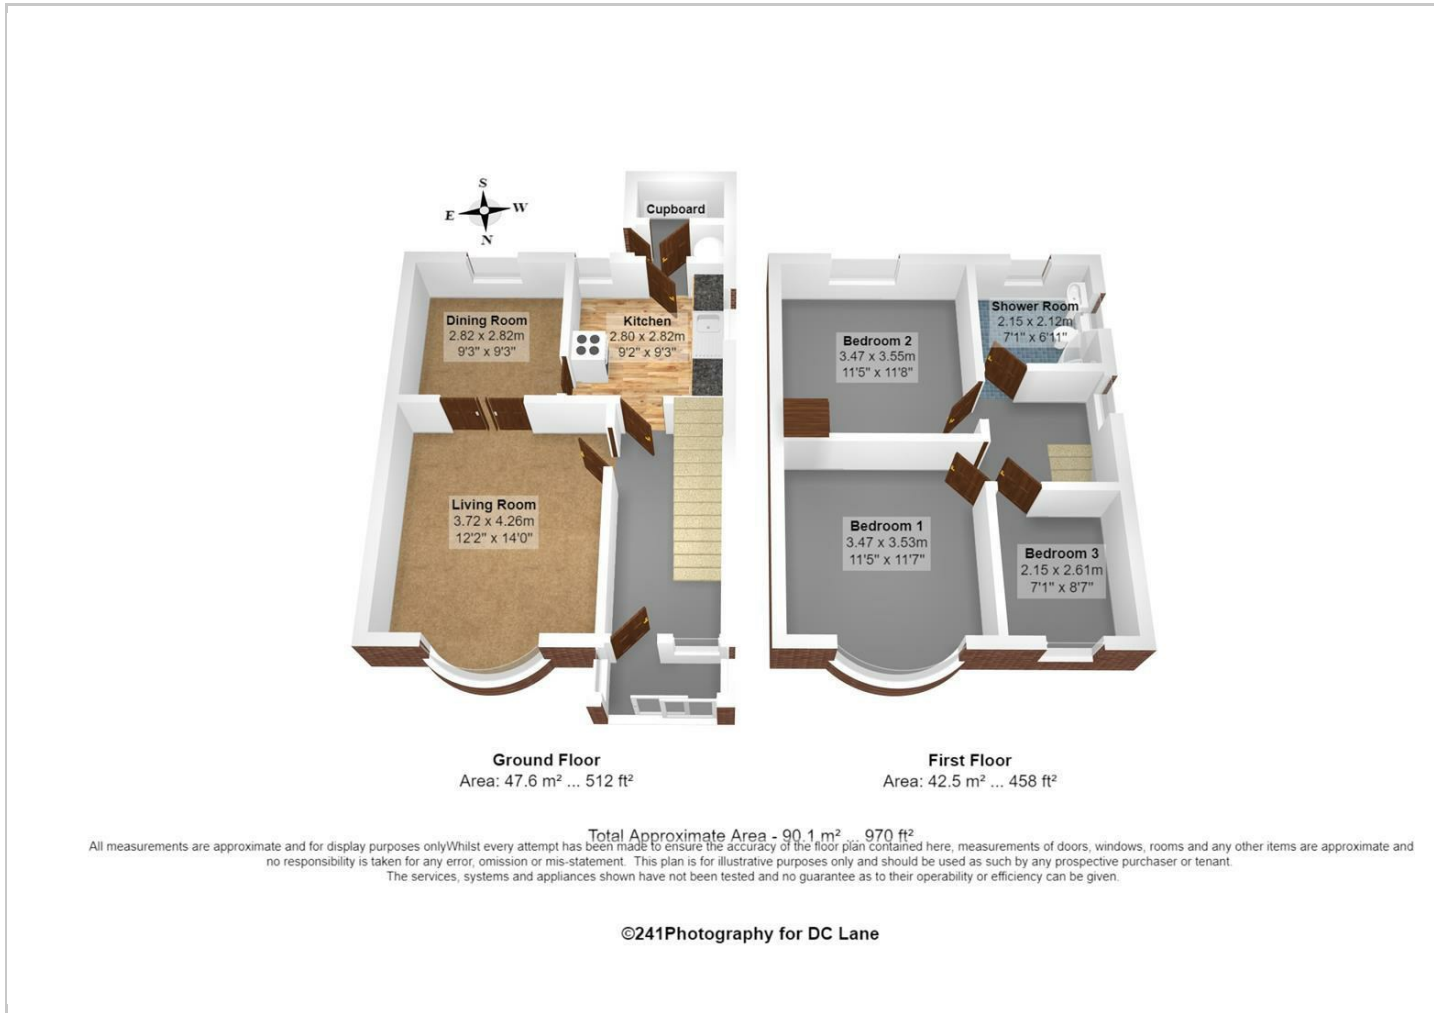 S
E W
N
Cupboard
Dining Room
2.82 x 2.82m
9'3" x 9'3"
Kitchen
2.80 x 2.82m
9'2" x 9'3"
Living Room
3.72 x 4.26m
12'2" x 14'0"
Bedroom 2
3.47 x 3.55m
11'5" x 11'8"
Shower Room
2.15 x 2.12m
7'1" x 6'11"
Bedroom 1
3.47 x 3.53m
11'5" x 11'7"
Bedroom 3
2.15 x 2.61m
7'1" x 8'7"
Ground Floor
Area: 47.6 m² ... 512 ft²
First Floor
Area: 42.5 m² ... 458 ft²
Total Approximate Area - 90.1 m² ... 970 ft²
All measurements are approximate and for display purposes onlyWhilst every attempt has been made to ensure the accuracy of the floor plan contained here, measurements of doors, windows, rooms and any other items are approximate and
no responsibility is taken for any error, omission or mis-statement. This plan is for illustrative purposes only and should be used as such by any prospective purchaser or tenant.
The services, systems and appliances shown have not been tested and no guarantee as to their operability or efficiency can be given.
©241Photography for DC Lane